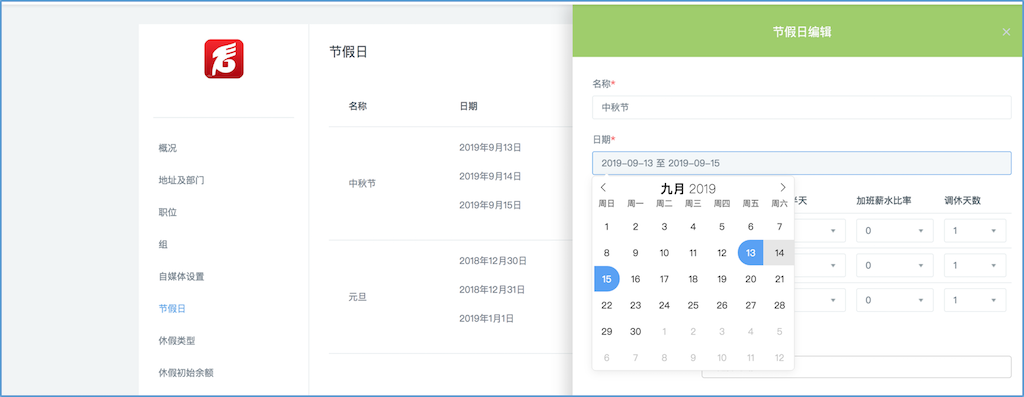 节假日编辑
×
概况
地址及部门
职位
组
自媒体设置
节假日
休假类型
休假初始余额
节假日
名称 日期
中秋节
2019年9月13日
2019年9月14日
2019年9月15日
元旦
2018年12月30日
2018年12月31日
2019年1月1日
名称*
中秋节
日期*
2019-09-13 至 2019-09-15
九月 2019
周日 周一 周二 周三 周四 周五 周六
1 2 3 4 5 6 7
8 9 10 11 12 13 14
15 16 17 18 19 20 21
22 23 24 25 26 27 28
29 30 1 2 3 4 5
6 7 8 9 10 11 12
天 加班薪水比率 调休天数
0 1
0 1
0 1